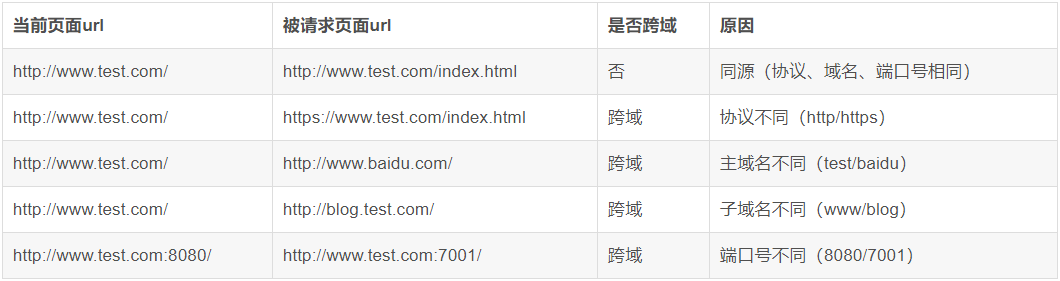 当前页面url 被请求页面url 是否跨域 原因
http://www.test.com/ http://www.test.com/index.html 否 同源（协议、域名、端口号相同）
http://www.test.com/ https://www.test.com/index.html 跨域 协议不同（http/https）
http://www.test.com/ http://www.baidu.com/ 跨域 主域名不同（test/baidu）
http://www.test.com/ http://blog.test.com/ 跨域 子域名不同（www/blog）
http://www.test.com:8080/ http://www.test.com:7001/ 跨域 端口号不同（8080/7001）